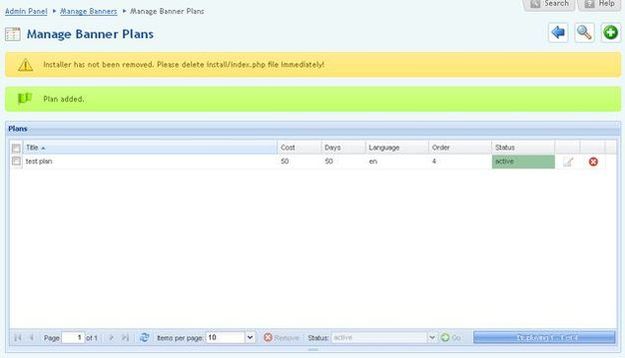 Search Help
Admin Panel ▸ Manage Banners ▸ Manage Banner Plans
Manage Banner Plans
Installer has not been removed. Please delete install/index.php file immediately!
Plan added.
Plans
Title Cost Days Language Order Status
test plan 50 50 en 4 active
Page 1 of 1 Items per page: 10 Remove Status: active Go